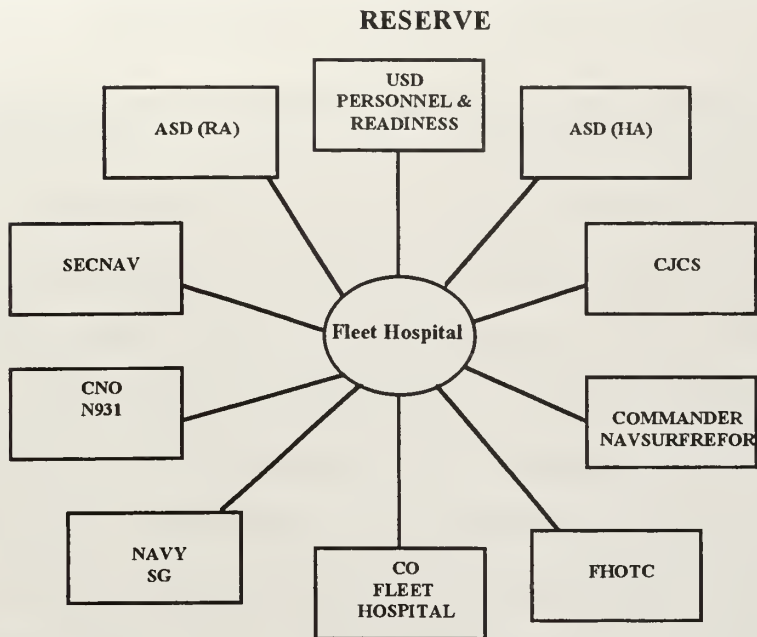 RESERVE
USD
PERSONNEL &
READINESS
ASD (RA)
ASD (HA)
SECNAV
CJCS
Fleet Hospital
CNO
N931
COMMANDER
NAVSURFREFOR
NAVY
SG
CO
FLEET
HOSPITAL
FHOTC